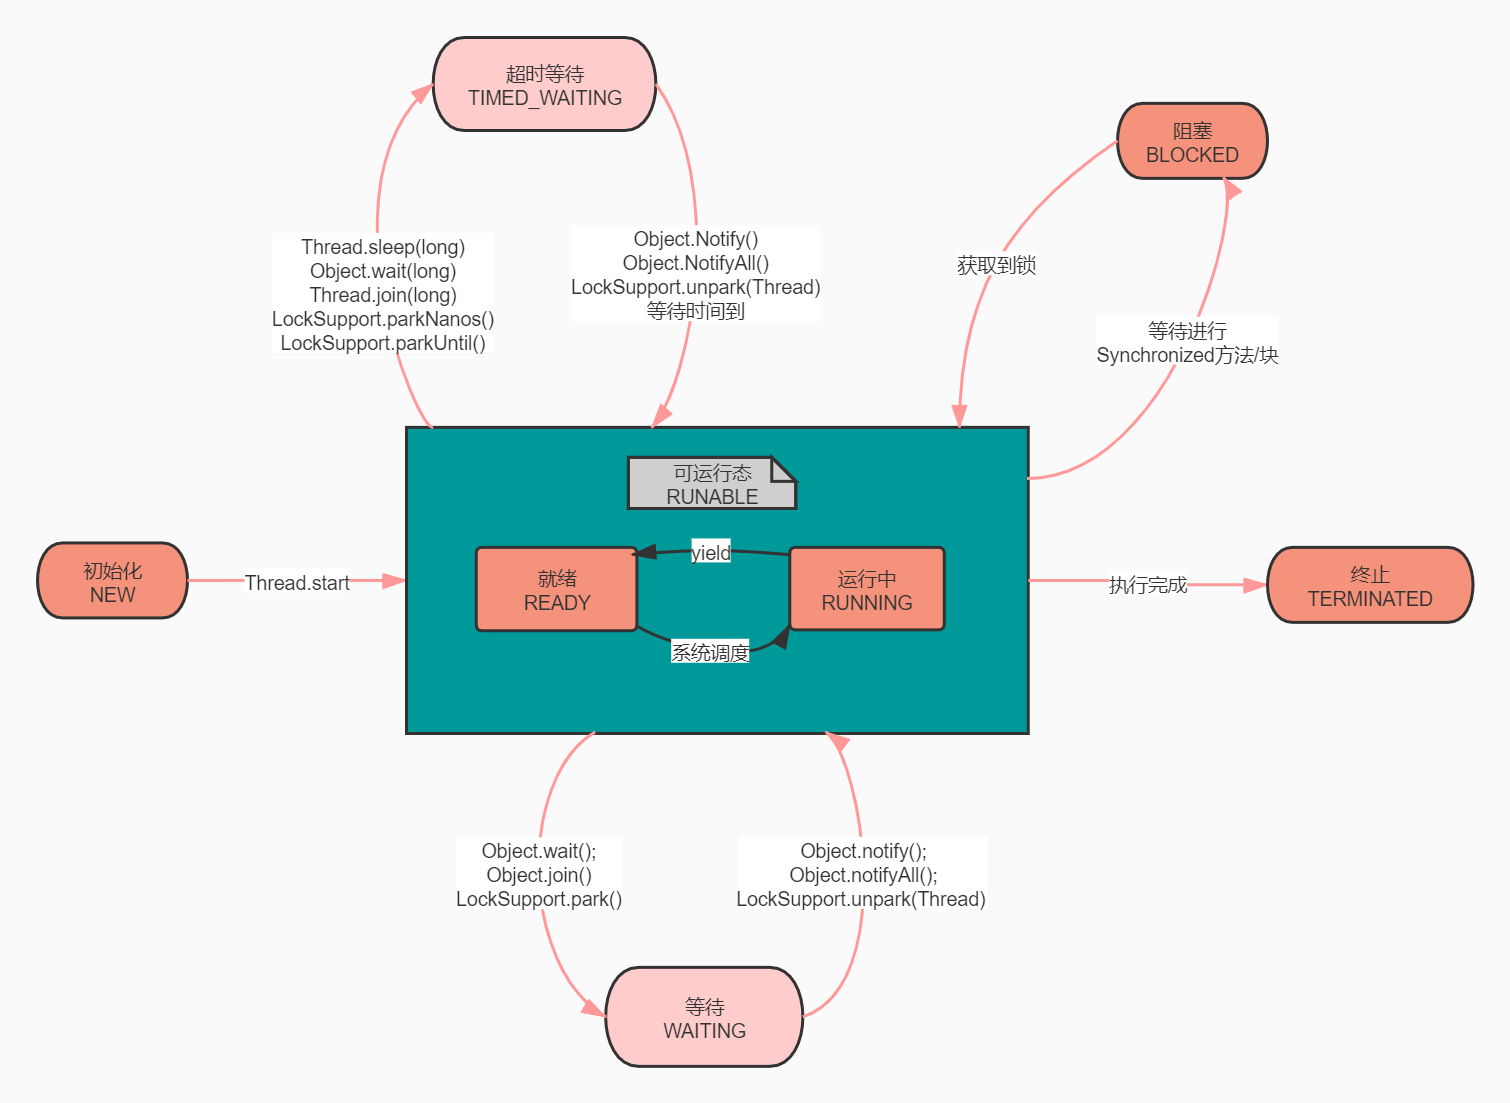 超时等待
TIMED_WAITING
阻塞
BLOCKED
Thread.sleep(long)
Object.wait(long)
Thread.join(long)
LockSupport.parkNanos()
LockSupport.parkUntil()
Object.Notify()
Object.NotifyAll()
LockSupport.unpark(Thread)
等待时间到
获取到锁
等待进行
Synchronized方法/块
可运行态
RUNABLE
初始化
NEW
Thread.start
yield
就绪
READY
运行中
RUNNING
系统调度
执行完成
终止
TERMINATED
Object.wait();
Object.join()
LockSupport.park()
Object.notify();
Object.notifyAll();
LockSupport.unpark(Thread)
等待
WAITING